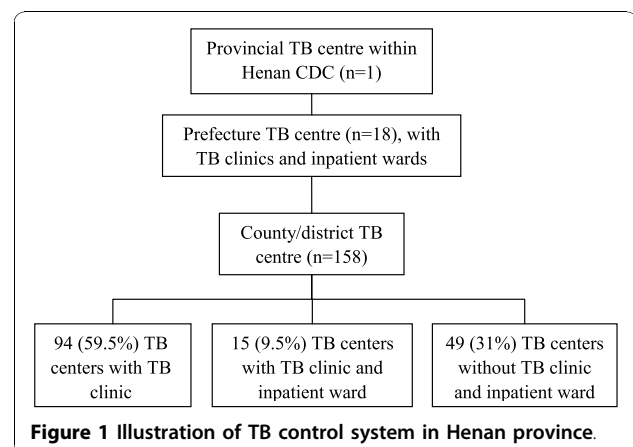 Provincial TB centre within
Henan CDC (n=1)
Prefecture TB centre (n=18), with
TB clinics and inpatient wards
County/district TB
centre (n=158)
94 (59.5%) TB
centers with TB
clinic
15 (9.5%) TB centers
with TB clinic and
inpatient ward
49 (31%) TB centers
without TB clinic
and inpatient ward
Figure 1 Illustration of TB control system in Henan province.